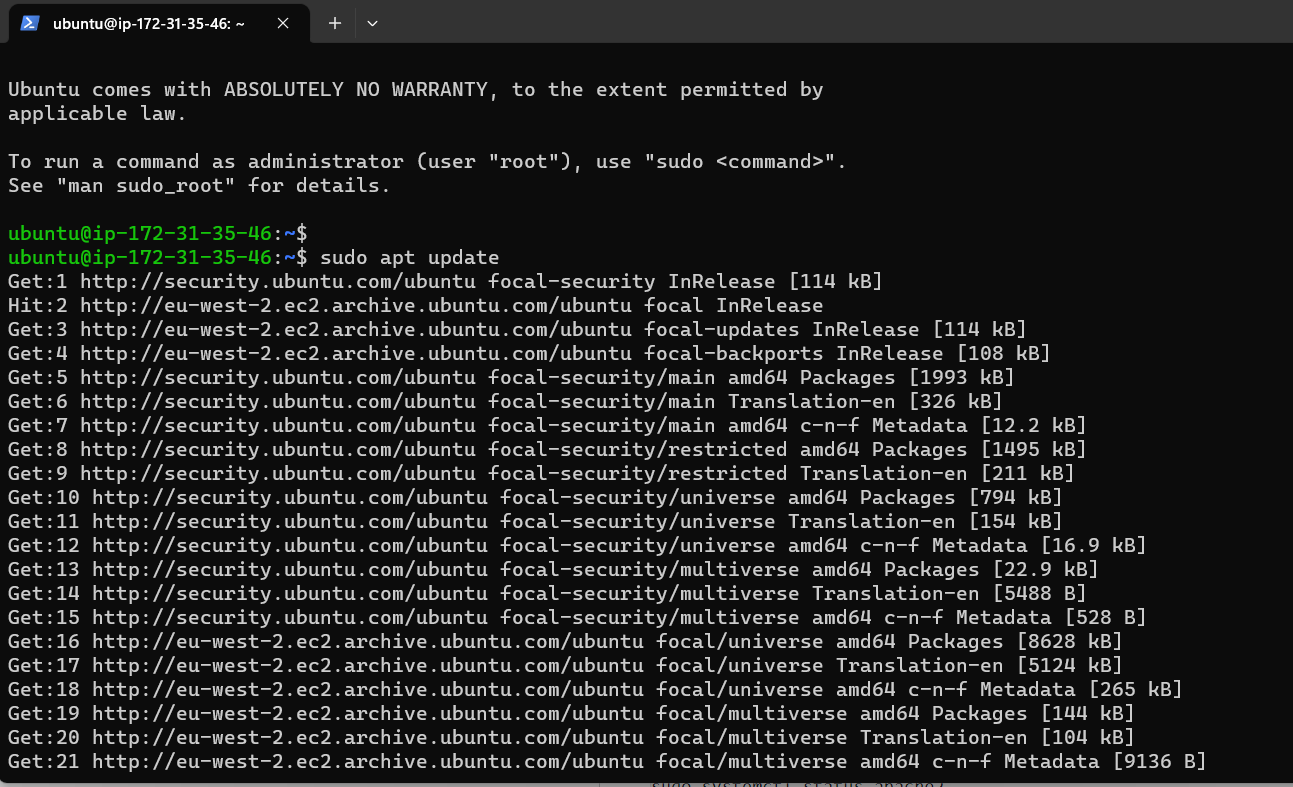 ubuntu@ip-172-31-35-46: ~
Ubuntu comes with ABSOLUTELY NO WARRANTY, to the extent permitted by
applicable law.
To run a command as administrator (user "root"), use "sudo <command>".
See "man sudo_root" for details.
ubuntu@ip-172-31-35-46:~$
ubuntu@ip-172-31-35-46:~$ sudo apt update
Get:1 http://security.ubuntu.com/ubuntu focal-security InRelease [114 kB]
Hit:2 http://eu-west-2.ec2.archive.ubuntu.com/ubuntu focal InRelease
Get:3 http://eu-west-2.ec2.archive.ubuntu.com/ubuntu focal-updates InRelease [114 kB]
Get:4 http://eu-west-2.ec2.archive.ubuntu.com/ubuntu focal-backports InRelease [108 kB]
Get:5 http://security.ubuntu.com/ubuntu focal-security/main amd64 Packages [1993 kB]
Get:6 http://security.ubuntu.com/ubuntu focal-security/main Translation-en [326 kB]
Get:7 http://security.ubuntu.com/ubuntu focal-security/main amd64 c-n-f Metadata [12.2 kB]
Get:8 http://security.ubuntu.com/ubuntu focal-security/restricted amd64 Packages [1495 kB]
Get:9 http://security.ubuntu.com/ubuntu focal-security/restricted Translation-en [211 kB]
Get:10 http://security.ubuntu.com/ubuntu focal-security/universe amd64 Packages [794 kB]
Get:11 http://security.ubuntu.com/ubuntu focal-security/universe Translation-en [154 kB]
Get:12 http://security.ubuntu.com/ubuntu focal-security/universe amd64 c-n-f Metadata [16.9 kB]
Get:13 http://security.ubuntu.com/ubuntu focal-security/multiverse amd64 Packages [22.9 kB]
Get:14 http://security.ubuntu.com/ubuntu focal-security/multiverse Translation-en [5488 B]
Get:15 http://security.ubuntu.com/ubuntu focal-security/multiverse amd64 c-n-f Metadata [528 B]
Get:16 http://eu-west-2.ec2.archive.ubuntu.com/ubuntu focal/universe amd64 Packages [8628 kB]
Get:17 http://eu-west-2.ec2.archive.ubuntu.com/ubuntu focal/universe Translation-en [5124 kB]
Get:18 http://eu-west-2.ec2.archive.ubuntu.com/ubuntu focal/universe amd64 c-n-f Metadata [265 kB]
Get:19 http://eu-west-2.ec2.archive.ubuntu.com/ubuntu focal/multiverse amd64 Packages [144 kB]
Get:20 http://eu-west-2.ec2.archive.ubuntu.com/ubuntu focal/multiverse Translation-en [104 kB]
Get:21 http://eu-west-2.ec2.archive.ubuntu.com/ubuntu focal/multiverse amd64 c-n-f Metadata [9136 B]